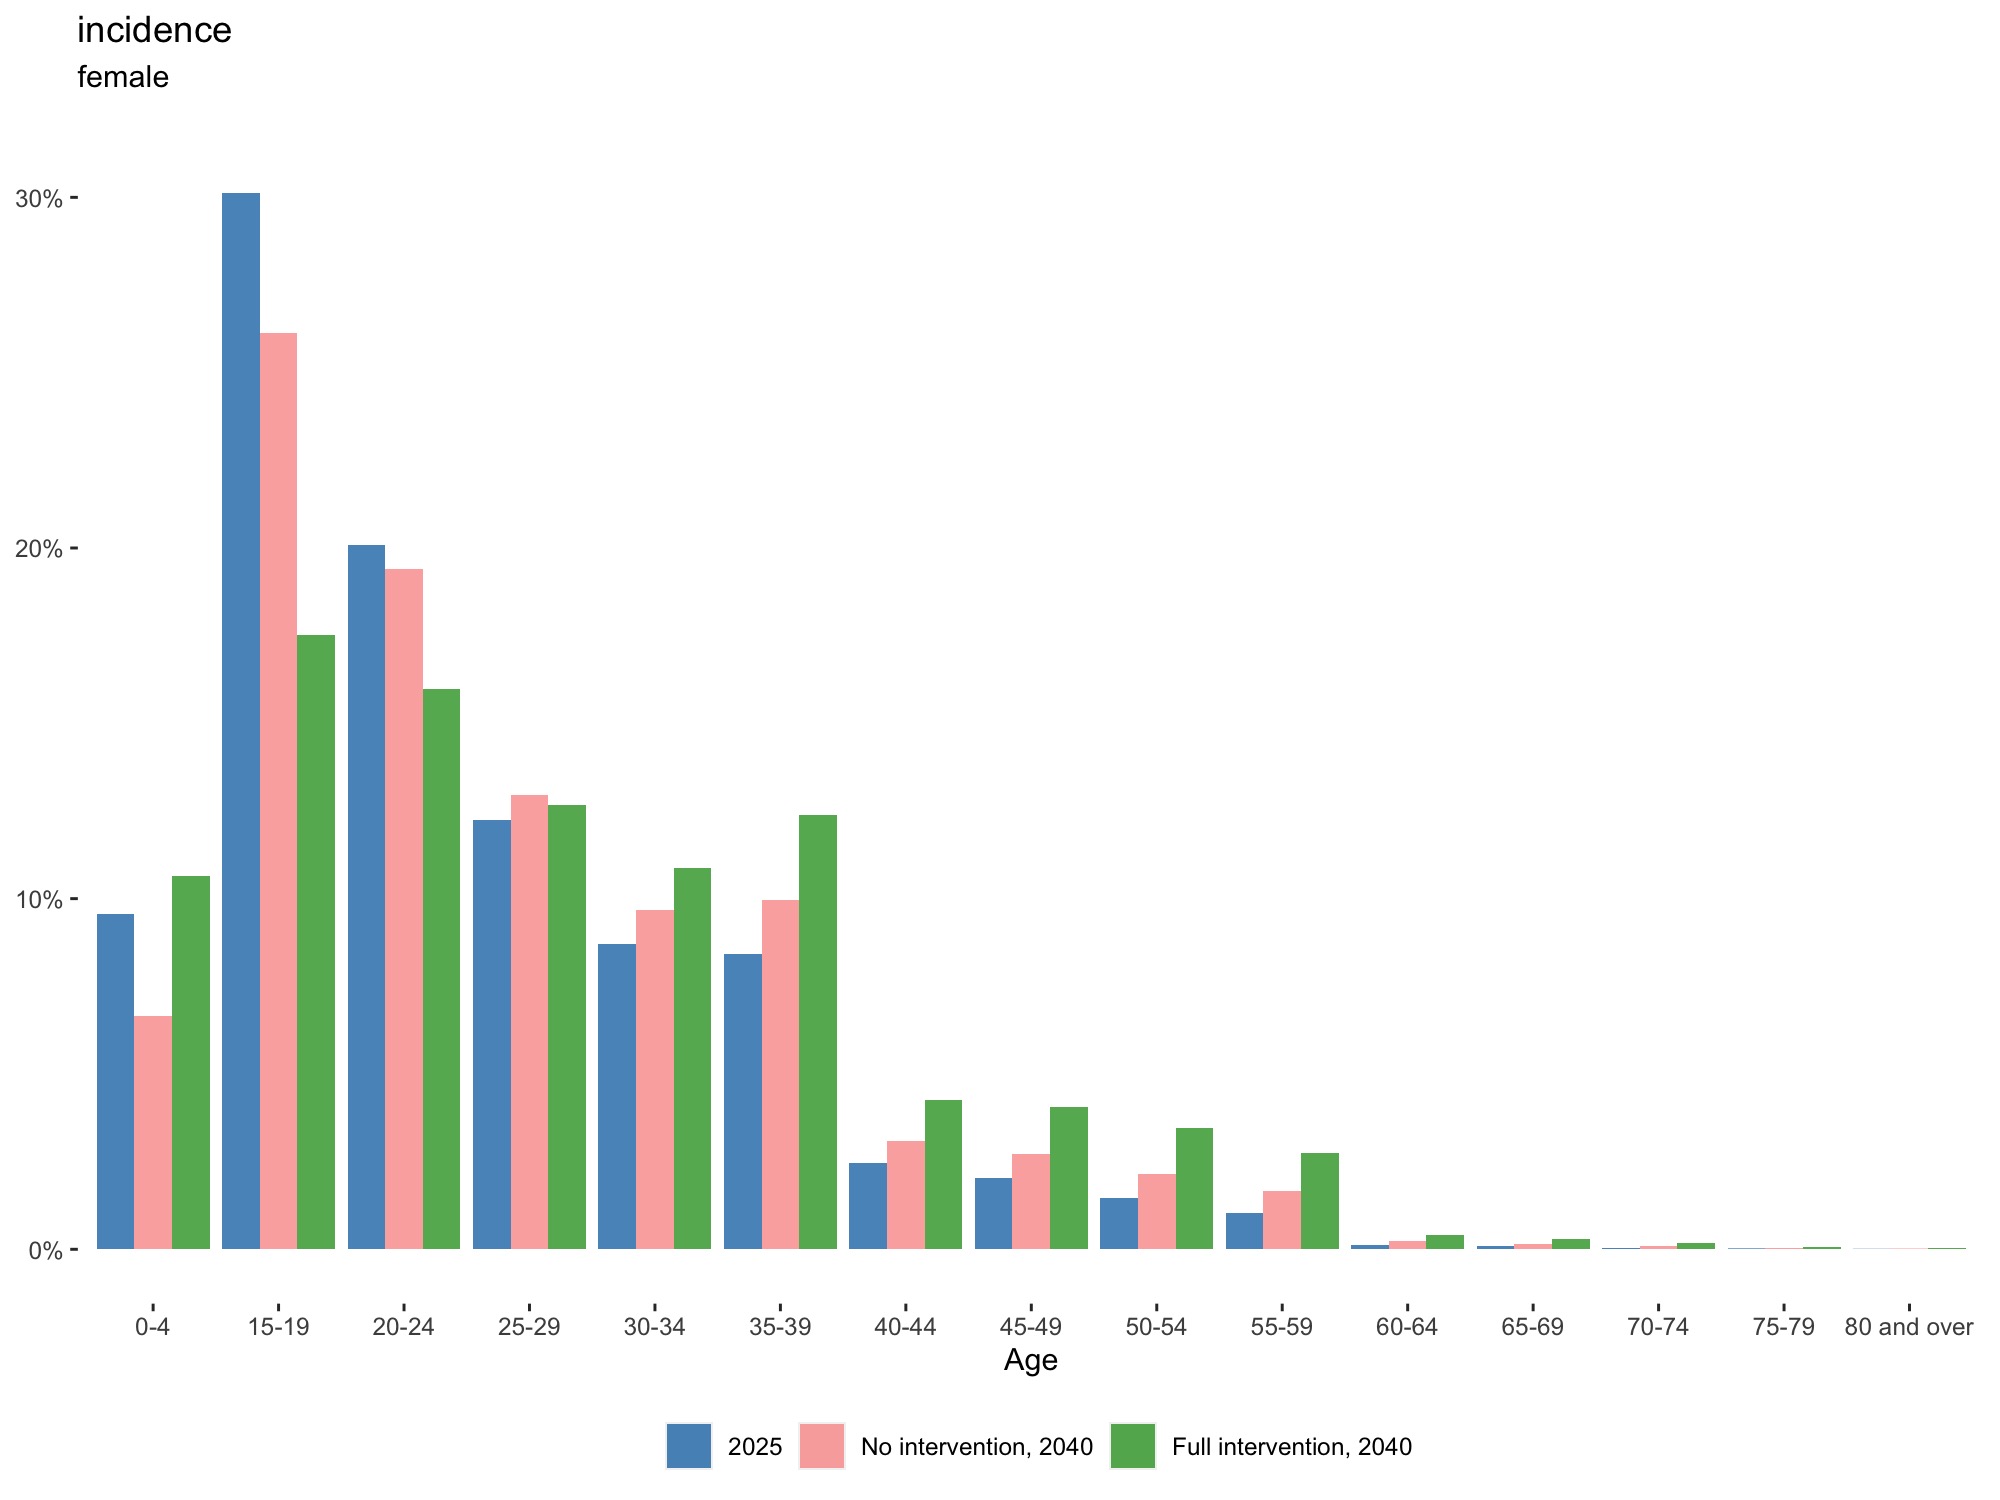 incidence
female
30%
20%
10%
0%
0-4 15-19 20-24 25-29 30-34 35-39 40-44 45-49 50-54 55-59 60-64 65-69 70-74 75-79 80 and over
Age
2025 No intervention, 2040 Full intervention, 2040